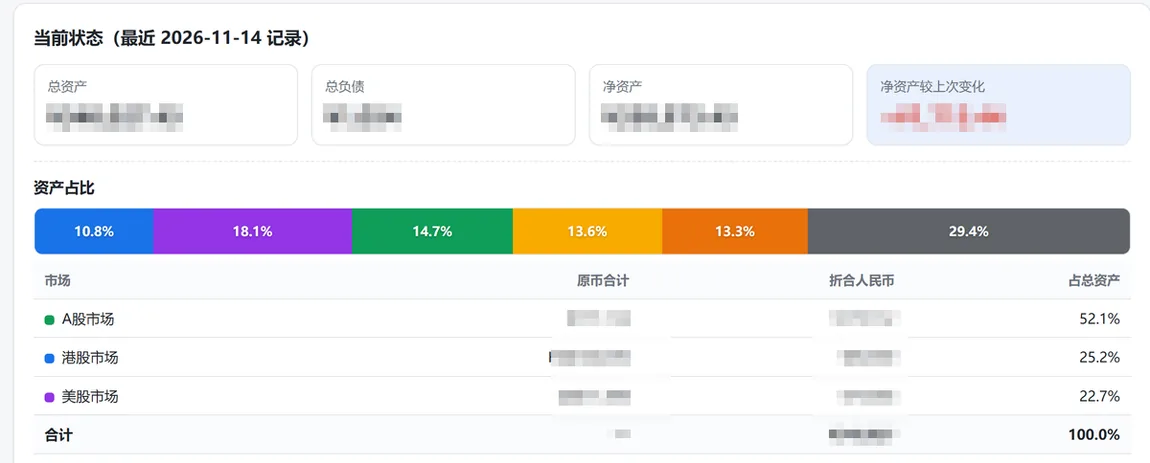 当前状态（最近 2026-11-14 记录）
总资产 总负债 净资产 净资产较上次变化
资产占比
10.8% 18.1% 14.7% 13.6% 13.3% 29.4%
市场 原币合计 折合人民币 占总资产
A股市场 52.1%
港股市场 25.2%
美股市场 22.7%
合计 100.0%